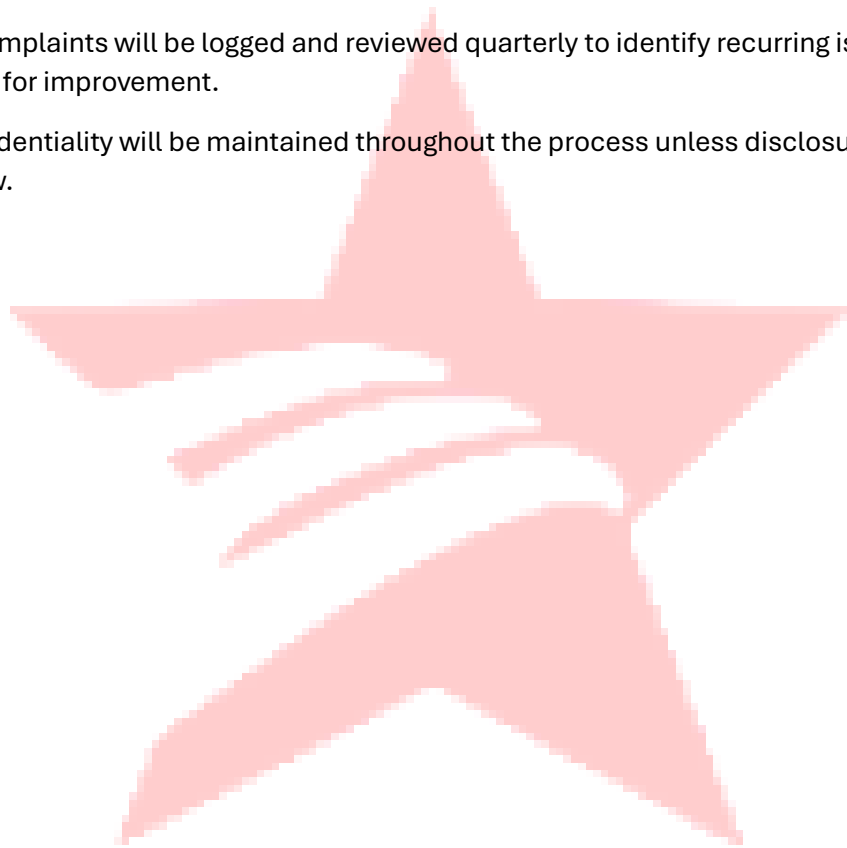 mplaints will be logged and reviewed quarterly to identify recurring is
for improvement.
dentiality will be maintained throughout the process unless disclosu
.